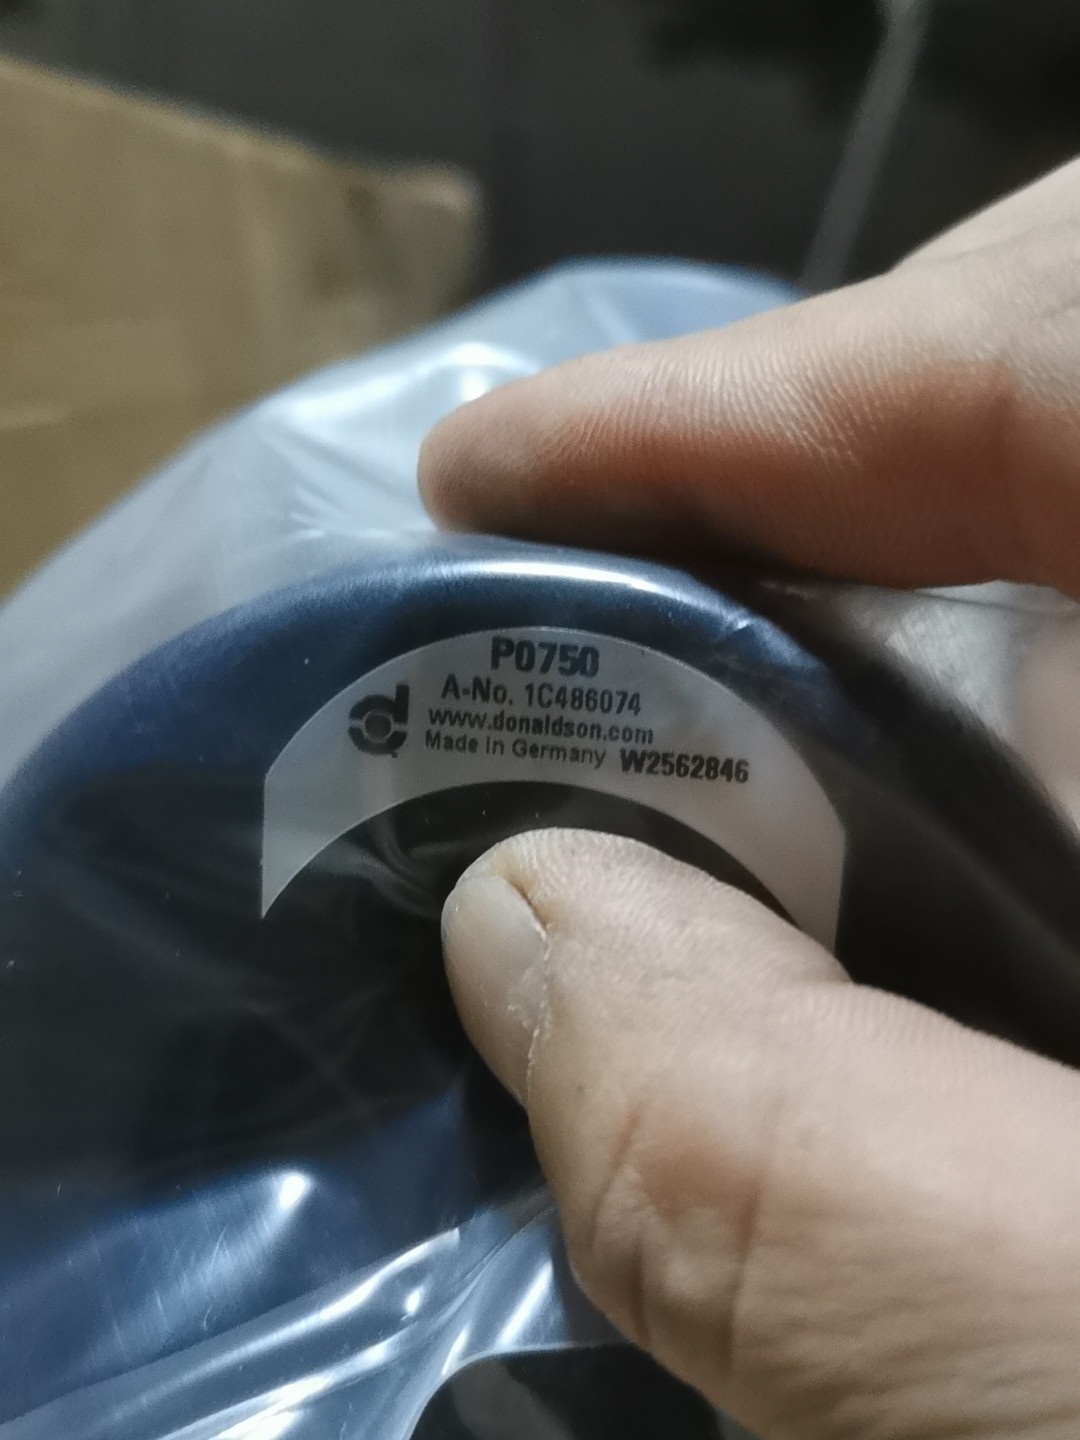 P0750
A-No. 1C486074
www.donaldson.com
Made in Germany W2562846